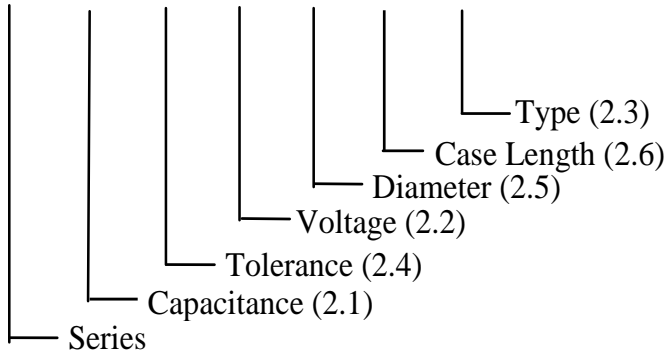 Type (2.3)
Case Length (2.6)
Diameter (2.5)
Voltage (2.2)
Tolerance (2.4)
Capacitance (2.1)
Series